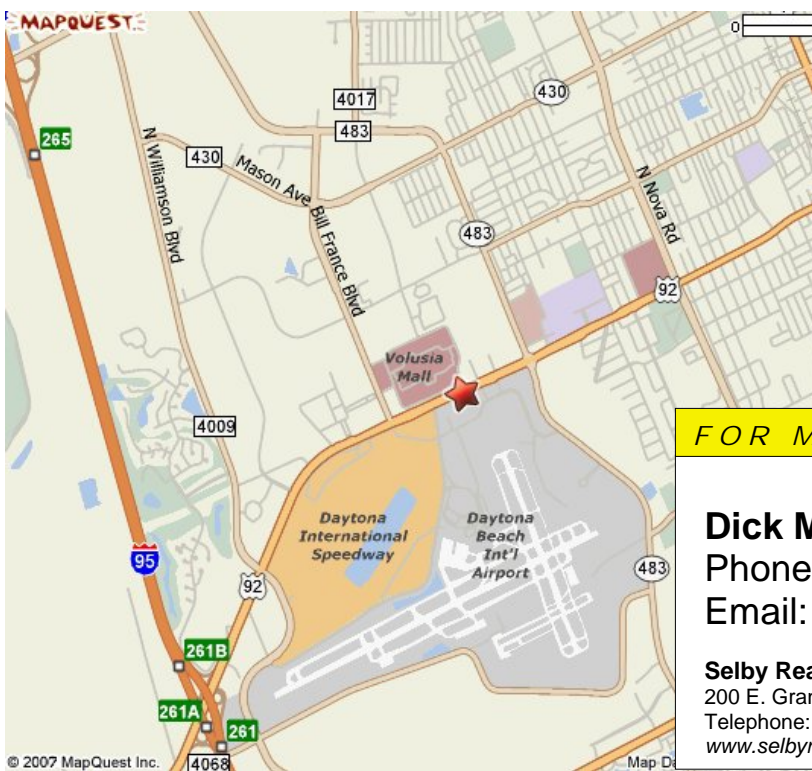 MAPQUEST
0
265
4017
483
430
N Williamson Blvd
430
Mason Ave
Bill France Blvd
N Nova Rd
483
92
Volusia
Mall
4009
Daytona
International
Speedway
Daytona
Beach
Int'l
Airport
95
92
483
261B
261A
261
4068
© 2007 MapQuest Inc.
Map
FOR M
Dick M
Phone
Email:
Selby Rea
200 E. Gran
Telephone:
www.selbyr